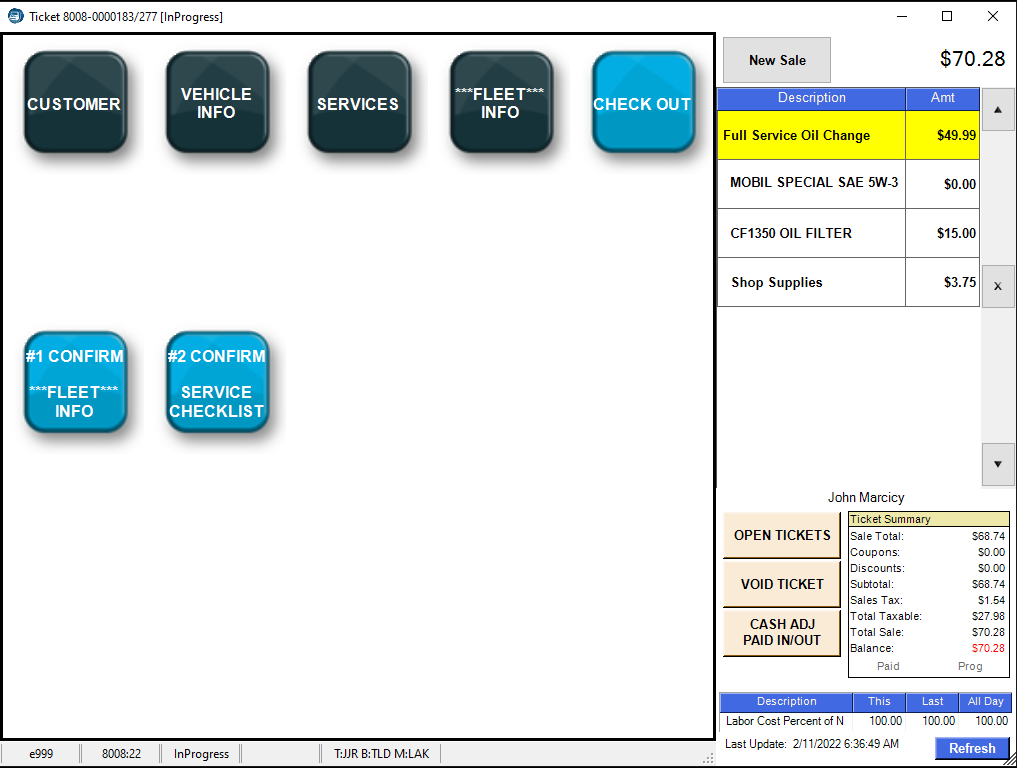 Ticket 8008-0000183/277 [InProgress]
CUSTOMER
VEHICLE
INFO
SERVICES
***FLEET***
INFO
CHECK OUT
#1 CONFIRM
***FLEET***
INFO
#2 CONFIRM
SERVICE
CHECKLIST
New Sale
$70.28
Description Amt
Full Service Oil Change $49.99
MOBIL SPECIAL SAE 5W-3 $0.00
CF1350 OIL FILTER $15.00
Shop Supplies $3.75
X
John Marcicy
OPEN TICKETS
VOID TICKET
CASH ADJ
PAID IN/OUT
Ticket Summary
Sale Total: $68.74
Coupons: $0.00
Discounts: $0.00
Subtotal: $68.74
Sales Tax: $1.54
Total Taxable: $27.98
Total Sale: $70.28
Balance: $70.28
Paid Prog
Description This Last All Day
Labor Cost Percent of N 100.00 100.00 100.00
Last Update: 2/11/2022 6:36:49 AM
Refresh
e999 8008:22 InProgress T:JJR B:TLD M:LAK